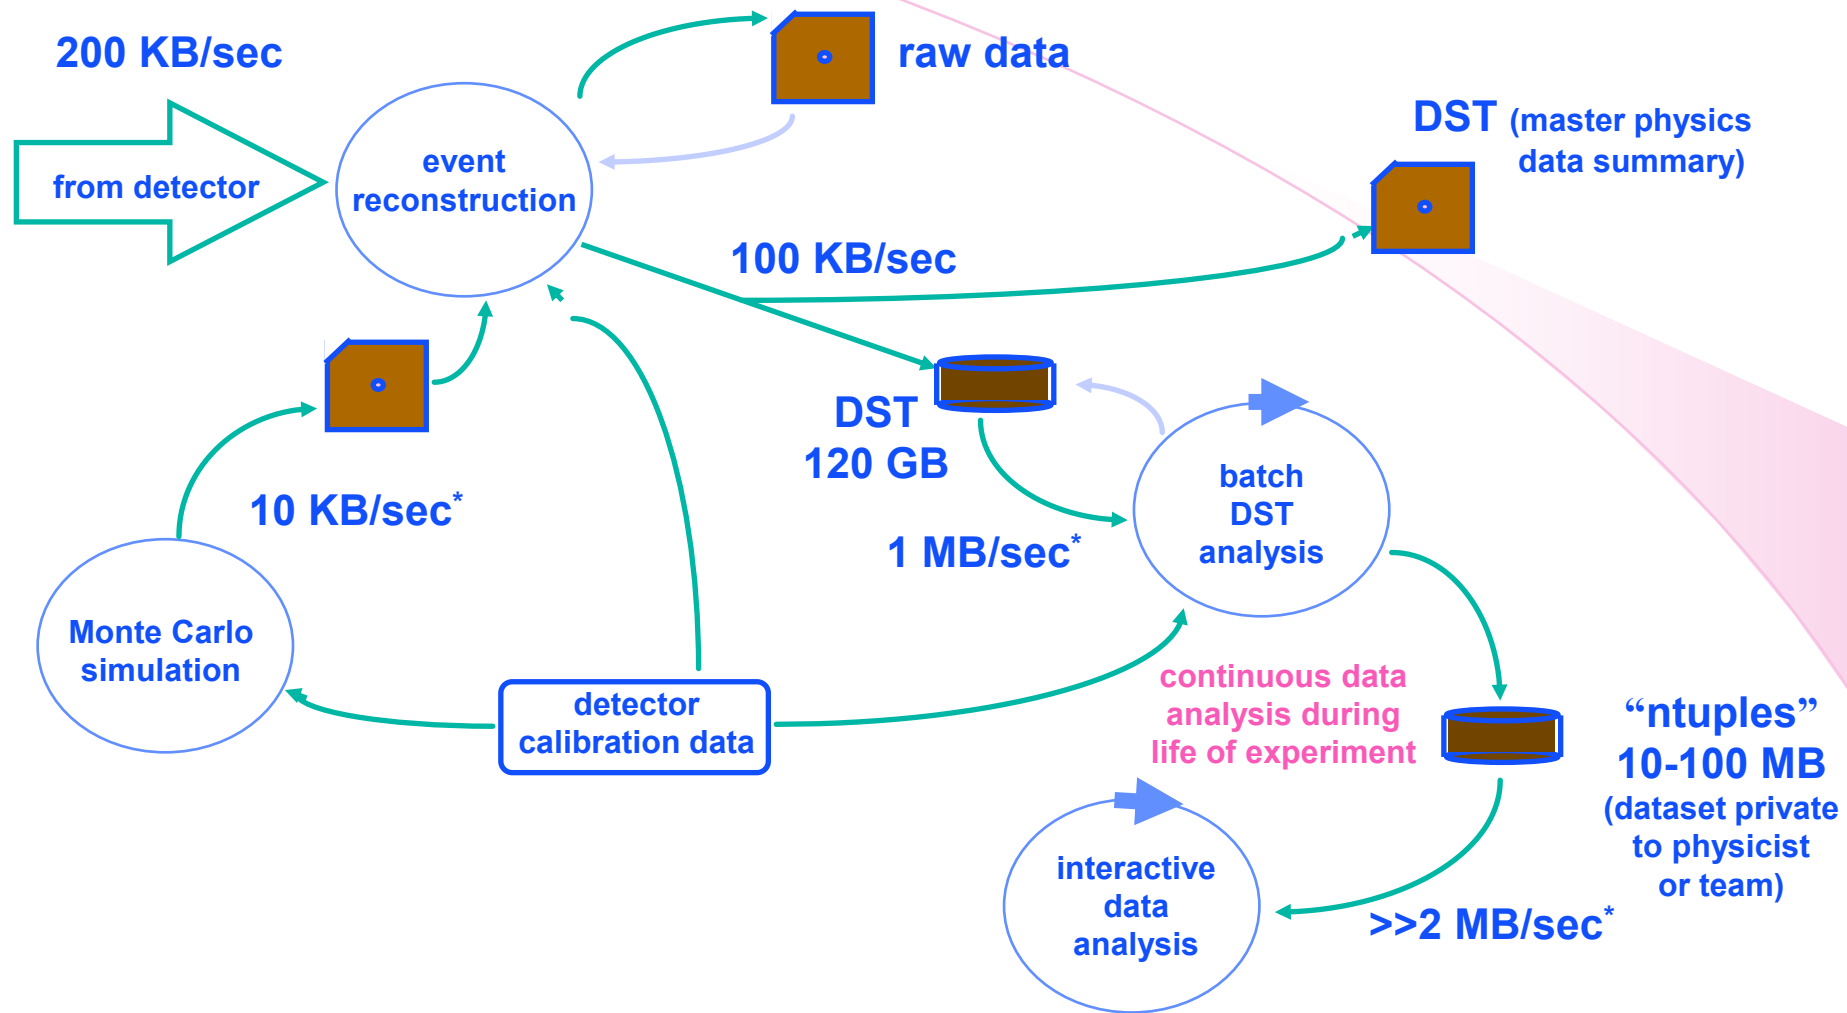 200 KB/sec
from detector
event
reconstruction
raw data
DST (master physics
data summary)
100 KB/sec
DST
120 GB
10 KB/sec*
1 MB/sec*
batch
DST
analysis
Monte Carlo
simulation
detector
calibration data
continuous data
analysis during
life of experiment
“ntuples”
10-100 MB
(dataset private
to physicist
or team)
interactive
data
analysis
>>2 MB/sec*